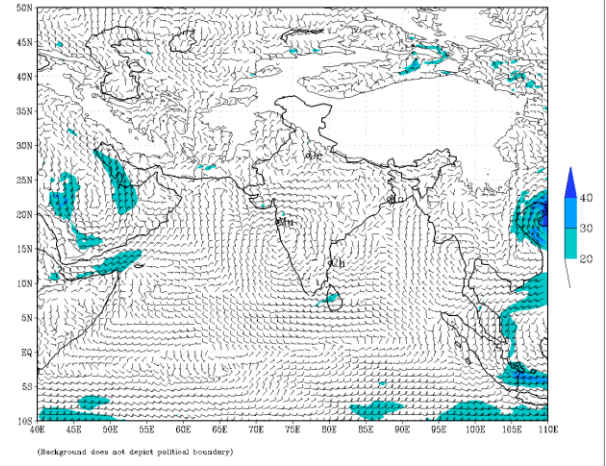 50N
45N
40N
35N
30N
25N
20N
15N
10N
5N
EQ
5S
10S
40E 45E 50E 55E 60E 65E 70E 75E 80E 85E 90E 95E 100E 105E 110E
40
30
20
(Background does not depict political boundary)